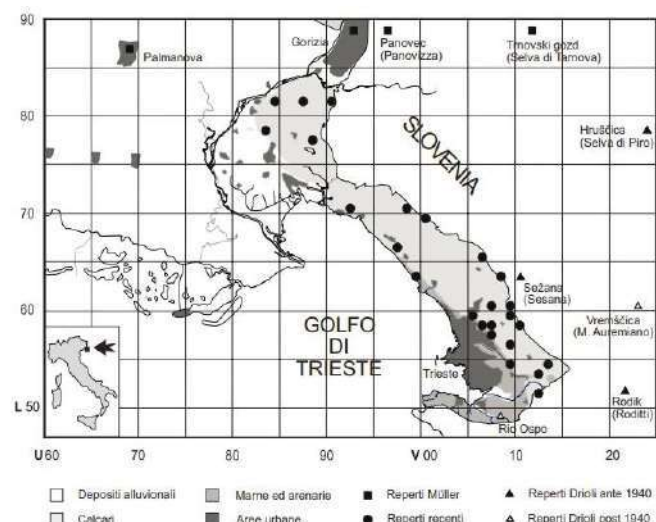 90
Palmanova
Gorizia
Panovec
(Panovizza)
Trnovski gozd
(Selva di Tarnova)
80
SLOVENIA
Hruščica
(Selva di Piro)
70
Sežana
(Sesana)
60
GOLFO
DI
TRIESTE
Vremščica
(M. Auremiano)
Trieste
Rodik
(Roditti)
L 50
Rio Ospo
U 60
70
80
90
V 00
10
20
Depositi alluvionali
Marne ed arenarie
Reperti Müller
Reperti Drioli ante 1940
Calcari
Aree urbane
Reperti recenti
Reperti Drioli post 1940